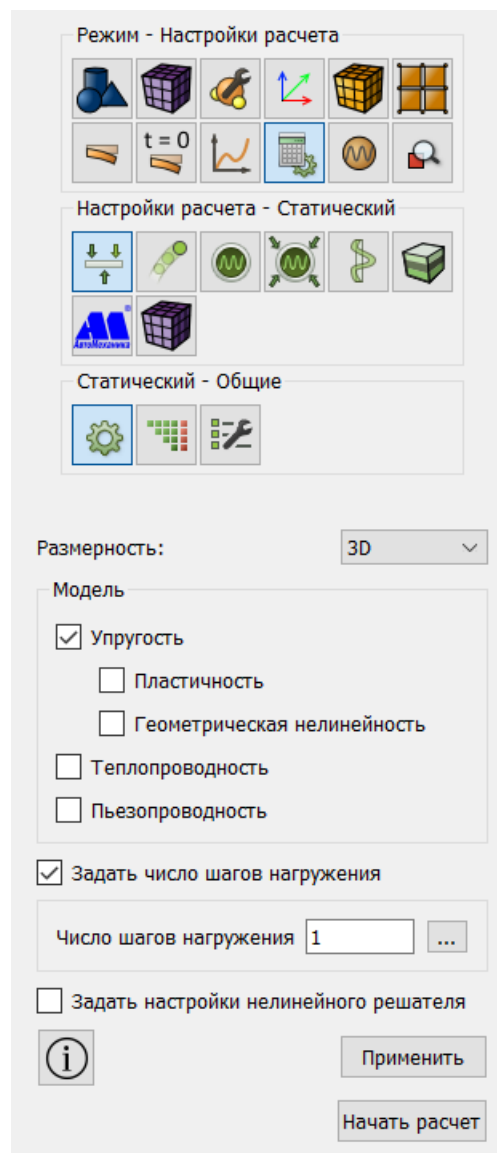 Режим - Настройки расчета
t = 0
Настройки расчета - Статический
АвтоМеханика
Статический - Общие
Размерность: 3D
Модель
Упругость
Пластичность
Геометрическая нелинейность
Теплопроводность
Пьезопроводность
Задать число шагов нагружения
Число шагов нагружения 1 ...
Задать настройки нелинейного решателя
i Применить
Начать расчет